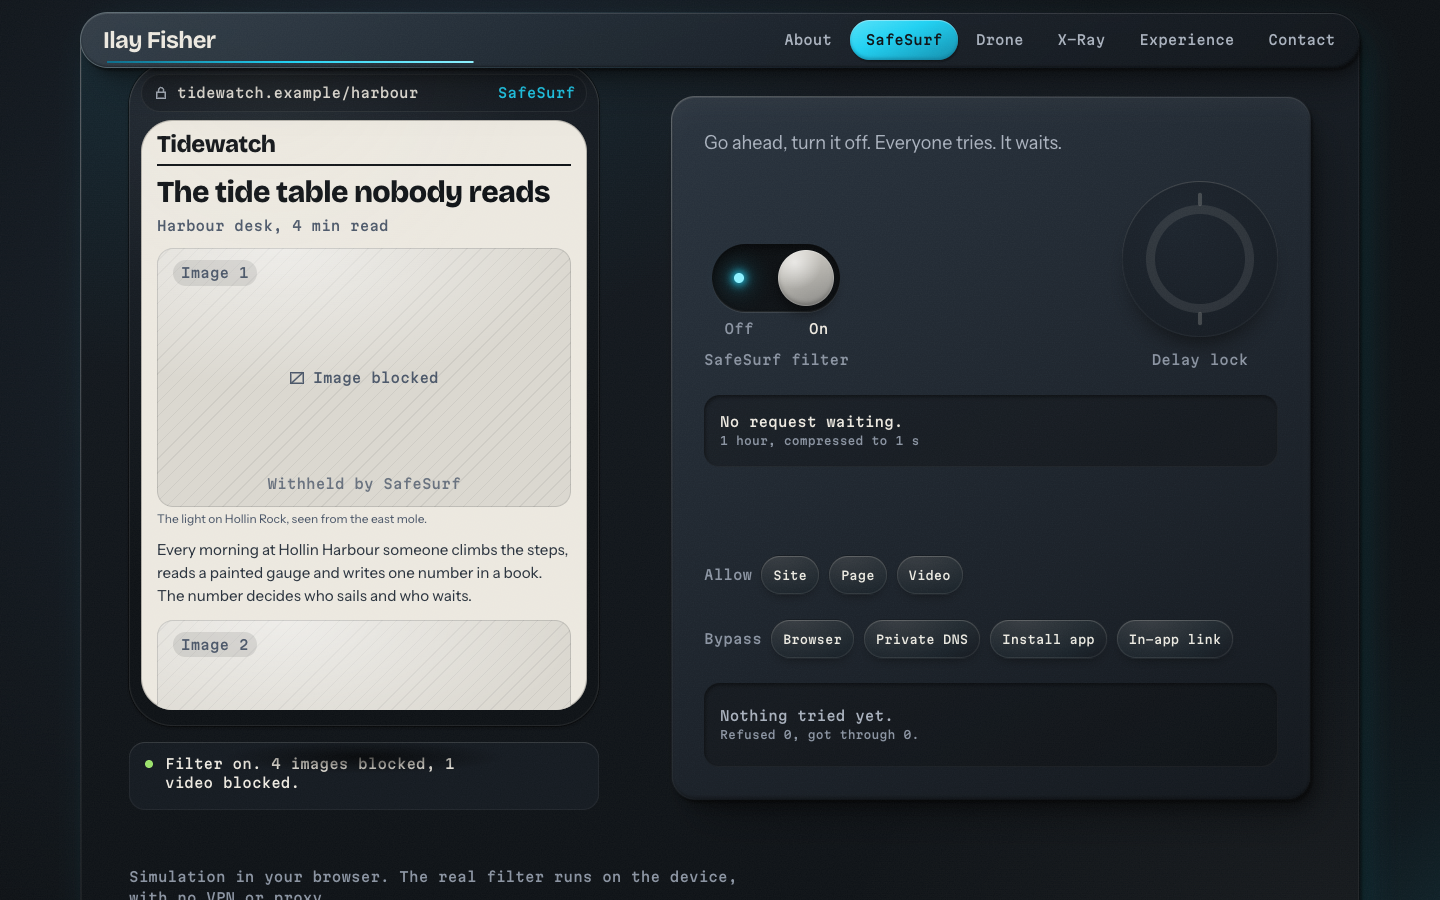 Ilay Fisher
About
SafeSurf
Drone
X-Ray
Experience
Contact
tidewatch.example/harbour
SafeSurf
Tidewatch
The tide table nobody reads
Harbour desk, 4 min read
Image 1
Image blocked
Withheld by SafeSurf
The light on Hollin Rock, seen from the east mole.
Every morning at Hollin Harbour someone climbs the steps,
reads a painted gauge and writes one number in a book.
The number decides who sails and who waits.
Image 2
Filter on. 4 images blocked, 1
video blocked.
Go ahead, turn it off. Everyone tries. It waits.
Off
On
SafeSurf filter
Delay lock
No request waiting.
1 hour, compressed to 1 s
Allow
Site
Page
Video
Bypass
Browser
Private DNS
Install app
In-app link
Nothing tried yet.
Refused 0, got through 0.
Simulation in your browser. The real filter runs on the device,
with no VPN or proxy